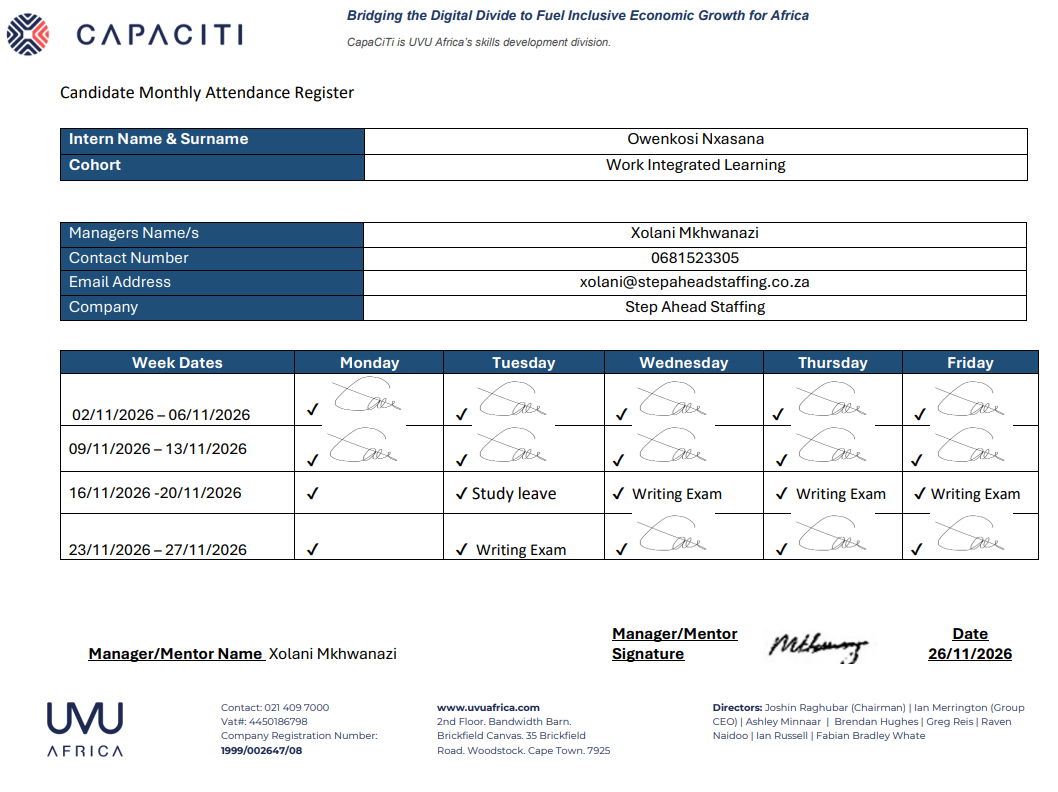 CAPACITI
Bridging the Digital Divide to Fuel Inclusive Economic Growth for Africa
CapaCiTi is UVU Africa's skills development division.
Candidate Monthly Attendance Register
Intern Name & Surname Owenkosi Nxasana
Cohort Work Integrated Learning
Managers Name/s Xolani Mkhwanazi
Contact Number 0681523305
Email Address xolani@stepaheadstaffing.co.za
Company Step Ahead Staffing
Week Dates Monday Tuesday Wednesday Thursday Friday
02/11/2026 – 06/11/2026 ✓ ✓ ✓ ✓ ✓
09/11/2026 – 13/11/2026 ✓ ✓ ✓ ✓ ✓
16/11/2026 -20/11/2026 ✓ ✓ Study leave ✓ Writing Exam ✓ Writing Exam ✓ Writing Exam
23/11/2026 – 27/11/2026 ✓ ✓ Writing Exam ✓ ✓ ✓
Manager/Mentor Name Xolani Mkhwanazi
Manager/Mentor
Signature
Date
26/11/2026
UVU
AFRICA
Contact: 021 409 7000
Vat#: 4450186798
Company Registration Number:
1999/002647/08
www.uvuafrica.com
2nd Floor. Bandwidth Barn.
Brickfield Canvas. 35 Brickfield
Road. Woodstock. Cape Town. 7925
Directors: Joshin Raghubar (Chairman) | Ian Merrington (Group
CEO) | Ashley Minnaar | Brendan Hughes | Greg Reis | Raven
Naidoo | Ian Russell | Fabian Bradley Whate